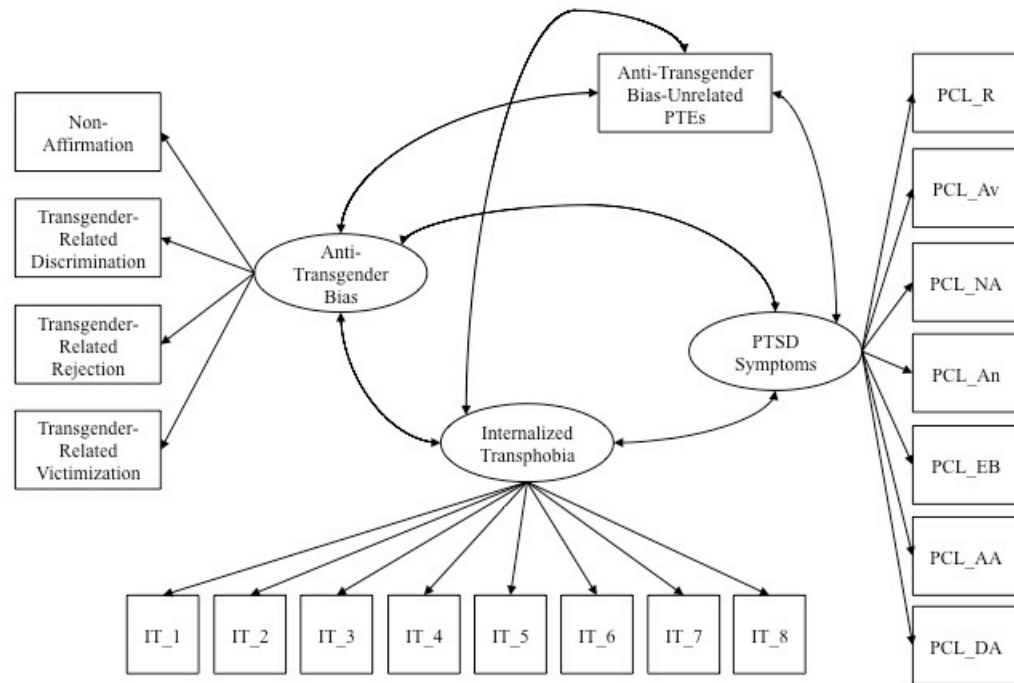 Anti-Transgender
Bias-Unrelated
PTEs
Non-
Affirmation
Transgender-
Related
Discrimination
Transgender-
Related
Rejection
Transgender-
Related
Victimization
Anti-
Transgender
Bias
PTSD
Symptoms
Internalized
Transphobia
PCL_R
PCL_Av
PCL_NA
PCL_An
PCL_EB
PCL_AA
PCL_DA
IT_1
IT_2
IT_3
IT_4
IT_5
IT_6
IT_7
IT_8